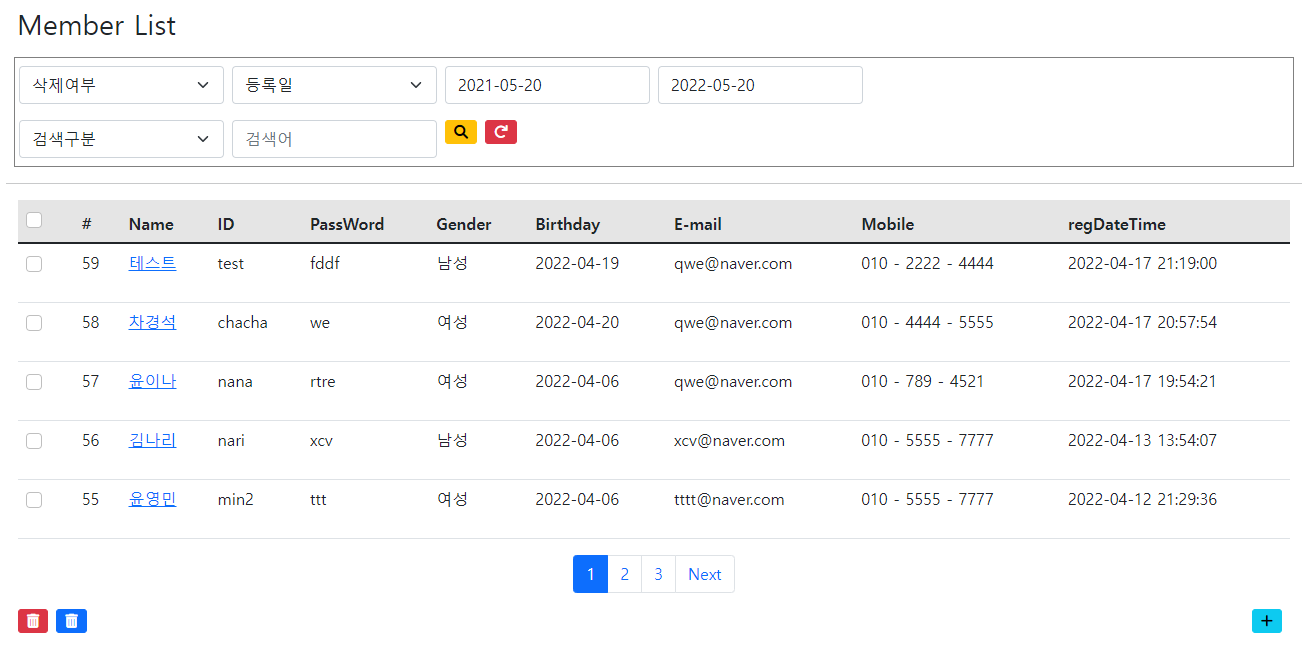 Member List
삭제여부 등록일 2021-05-20 2022-05-20
검색구분 검색어
# Name ID PassWord Gender Birthday E-mail Mobile regDateTime
59 테스트 test fddf 남성 2022-04-19 qwe@naver.com 010 - 2222 - 4444 2022-04-17 21:19:00
58 차경석 chacha we 여성 2022-04-20 qwe@naver.com 010 - 4444 - 5555 2022-04-17 20:57:54
57 윤이나 nana rtre 여성 2022-04-06 qwe@naver.com 010 - 789 - 4521 2022-04-17 19:54:21
56 김나리 nari xcv 남성 2022-04-06 xcv@naver.com 010 - 5555 - 7777 2022-04-13 13:54:07
55 윤영민 min2 ttt 여성 2022-04-06 tttt@naver.com 010 - 5555 - 7777 2022-04-12 21:29:36
1 2 3 Next